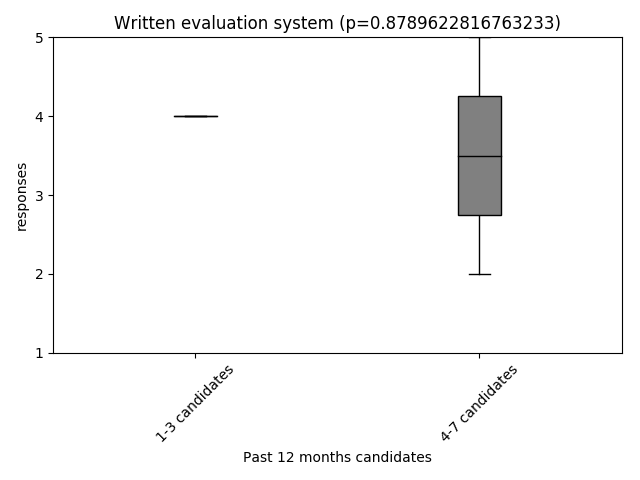 Written evaluation system (p=0.8789622816763233)
5
4
3
2
1
responses
1-3 candidates
4-7 candidates
Past 12 months candidates